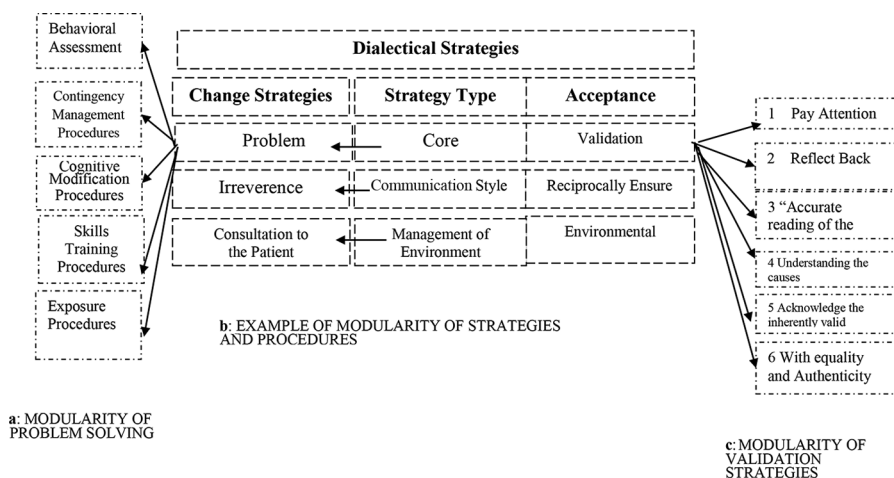 Behavioral
Assessment
Contingency
Management
Procedures
Cognitive
Modification
Procedures
Skills
Training
Procedures
Exposure
Procedures
a: MODULARITY OF
PROBLEM SOLVING
Dialectical Strategies
Change Strategies Strategy Type Acceptance
Problem Core Validation
Irreverence Communication Style Reciprocally Ensure
Consultation to
the Patient
Management of
Environment
Environmental
b: EXAMPLE OF MODULARITY OF STRATEGIES
AND PROCEDURES
1 Pay Attention
2 Reflect Back
3 “Accurate
reading of the
4 Understanding the
causes
5 Acknowledge the
inherently valid
6 With equality
and Authenticity
c: MODULARITY OF
VALIDATION
STRATEGIES